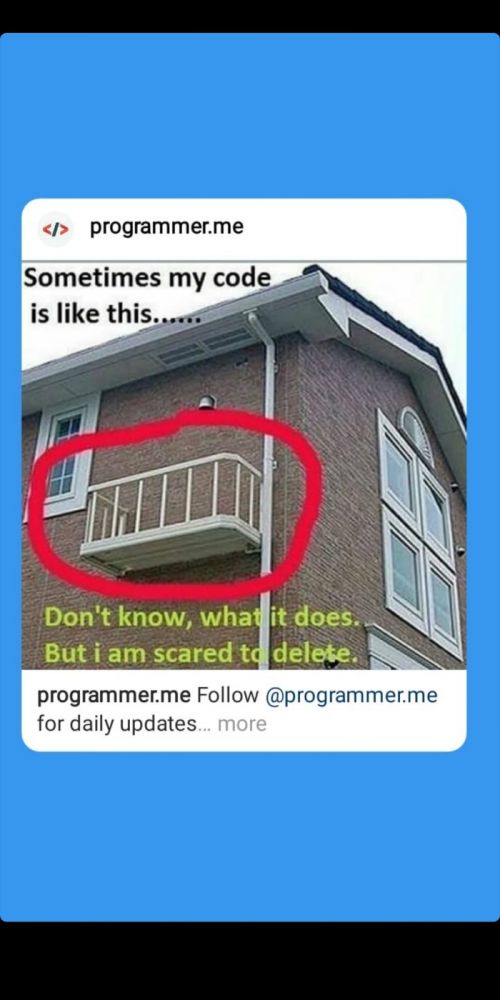 </> programmer.me
Sometimes my code
is like this......
Don't know, what it does.
But i am scared to delete.
programmer.me Follow @programmer.me
for daily updates... more